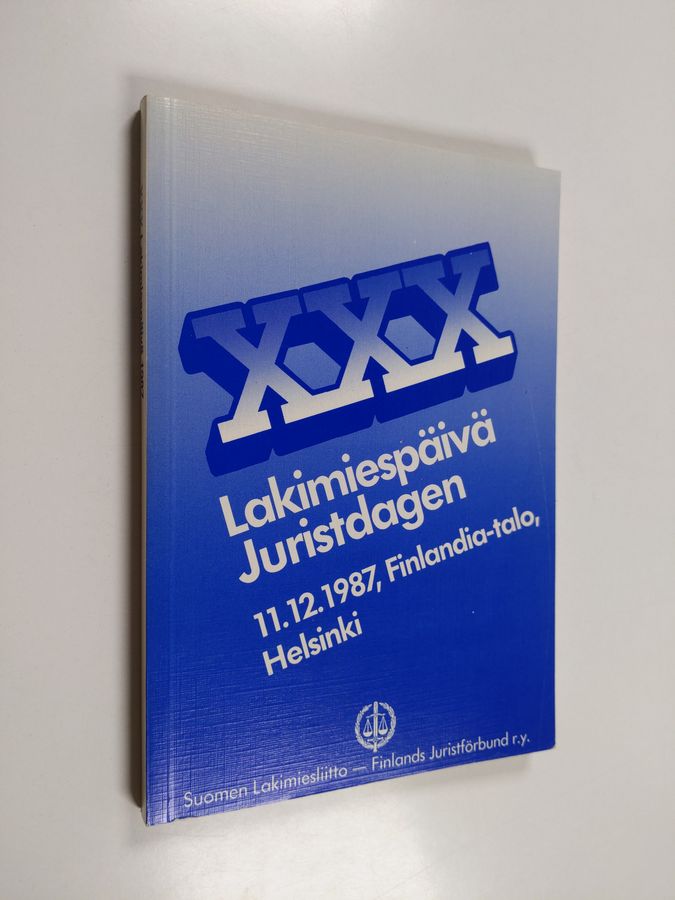 XXX
Lakimiespäivä
Juristdagen
11.12.1987, Finlandia-talo,
Helsinki
Suomen Lakimiesliitto — Finlands Juristförbund r.y.